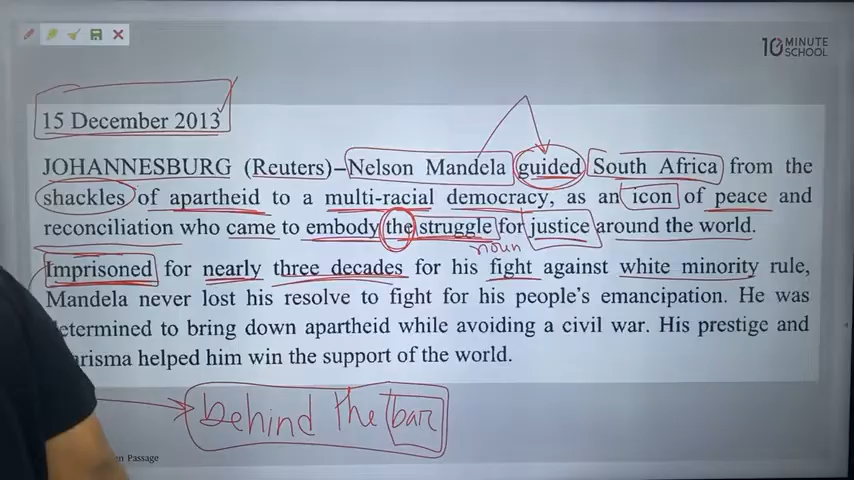 10 MINUTE
SCHOOL
15 December 2013
JOHANNESBURG (Reuters)–Nelson Mandela guided South Africa from the
shackles of apartheid to a multi-racial democracy, as an icon of peace and
reconciliation who came to embody the struggle for justice around the world.
noun
Imprisoned for nearly three decades for his fight against white minority rule,
Mandela never lost his resolve to fight for his people's emancipation. He was
etermined to bring down apartheid while avoiding a civil war. His prestige and
arisma helped him win the support of the world.
behind the bar
en Passage